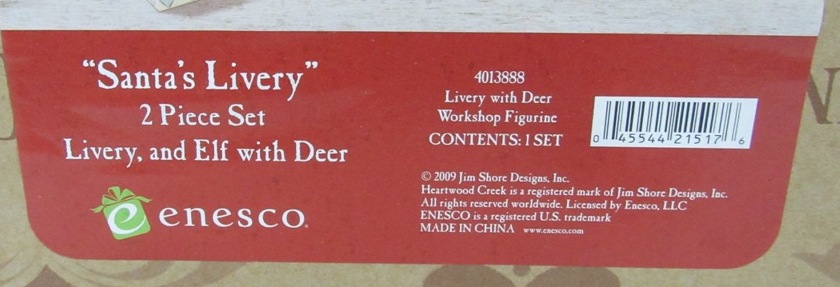 “Santa’s Livery”
2 Piece Set
Livery, and Elf with Deer
enesco.
4013888
Livery with Deer
Workshop Figurine
CONTENTS: 1 SET
0 45544 21517 6
© 2009 Jim Shore Designs, Inc.
Heartwood Creek is a registered mark of Jim Shore Designs, Inc.
All rights reserved worldwide. Licensed by Enesco, LLC
ENESCO is a registered U.S. trademark
MADE IN CHINA www.enesco.com